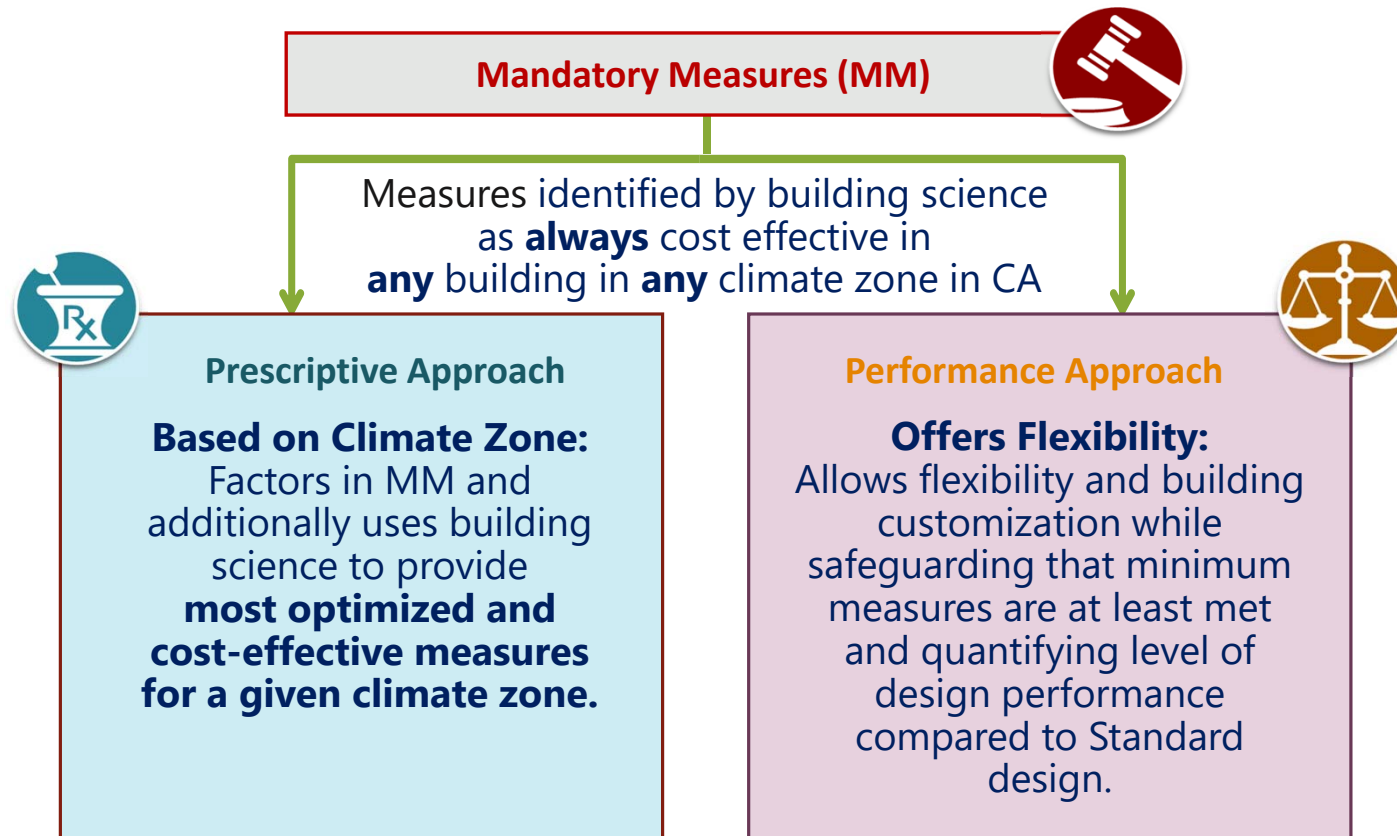 Mandatory Measures (MM)
Measures identified by building science
as always cost effective in
any building in any climate zone in CA
Rx
Prescriptive Approach
Based on Climate Zone:
Factors in MM and
additionally uses building
science to provide
most optimized and
cost-effective measures
for a given climate zone.
Performance Approach
Offers Flexibility:
Allows flexibility and building
customization while
safeguarding that minimum
measures are at least met
and quantifying level of
design performance
compared to Standard
design.